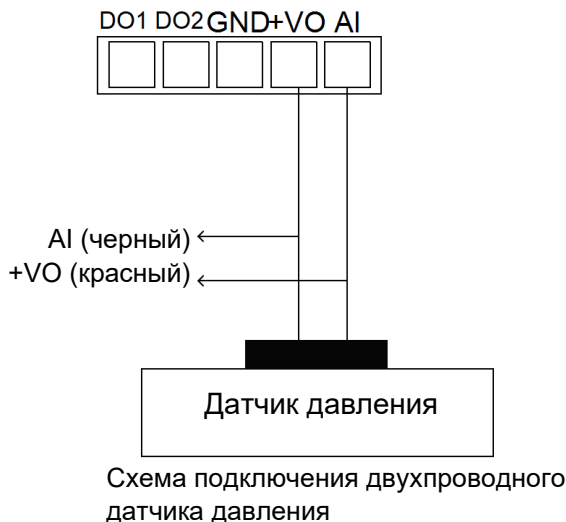 DO1 DO2 GND +VO AI
AI (черный)
+VO (красный)
Датчик давления
Схема подключения двухпроводного
датчика давления